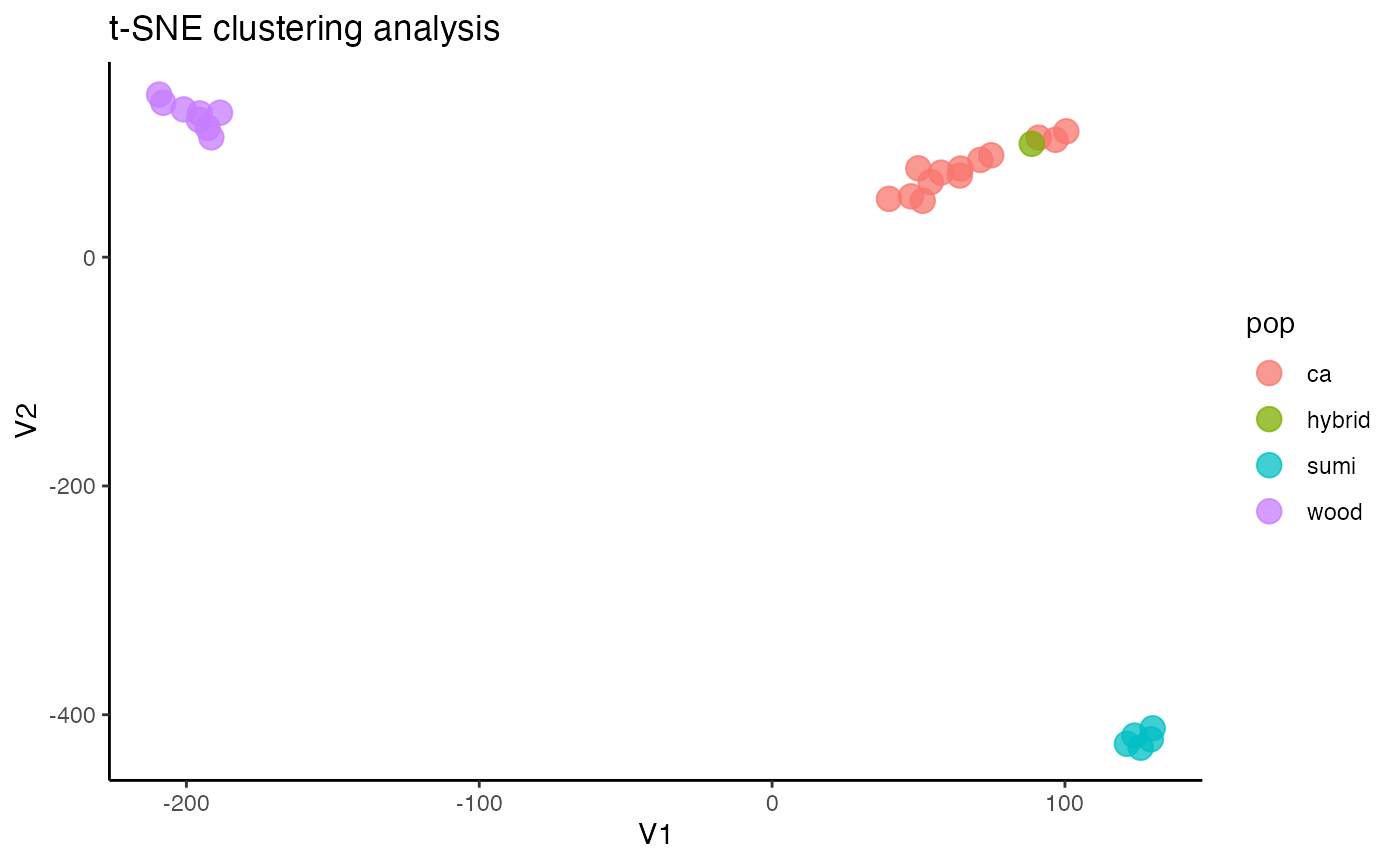 t-SNE clustering analysis
0
-200
-400
V2
-200
-100
0
100
V1
pop
ca
hybrid
sumi
wood